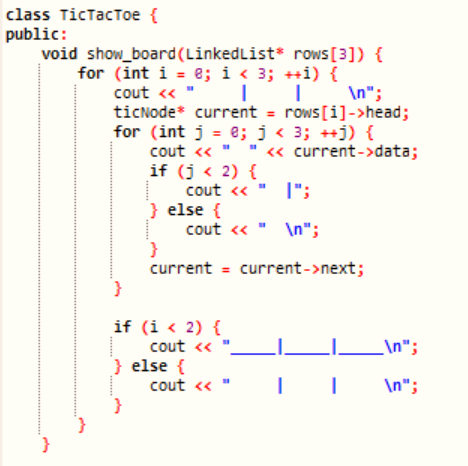 class TicTacToe {
public:
    void show_board(LinkedList* rows[3]) {
        for (int i = 0; i < 3; ++i) {
            cout << "     |     |     \n";
            ticNode* current = rows[i]->head;
            for (int j = 0; j < 3; ++j) {
                cout << "  " << current->data;
                if (j < 2) {
                    cout << "  |";
                } else {
                    cout << "  \n";
                }
                current = current->next;
            }

            if (i < 2) {
                cout << "_____|_____|_____\n";
            } else {
                cout << "     |     |     \n";
            }
        }
    }